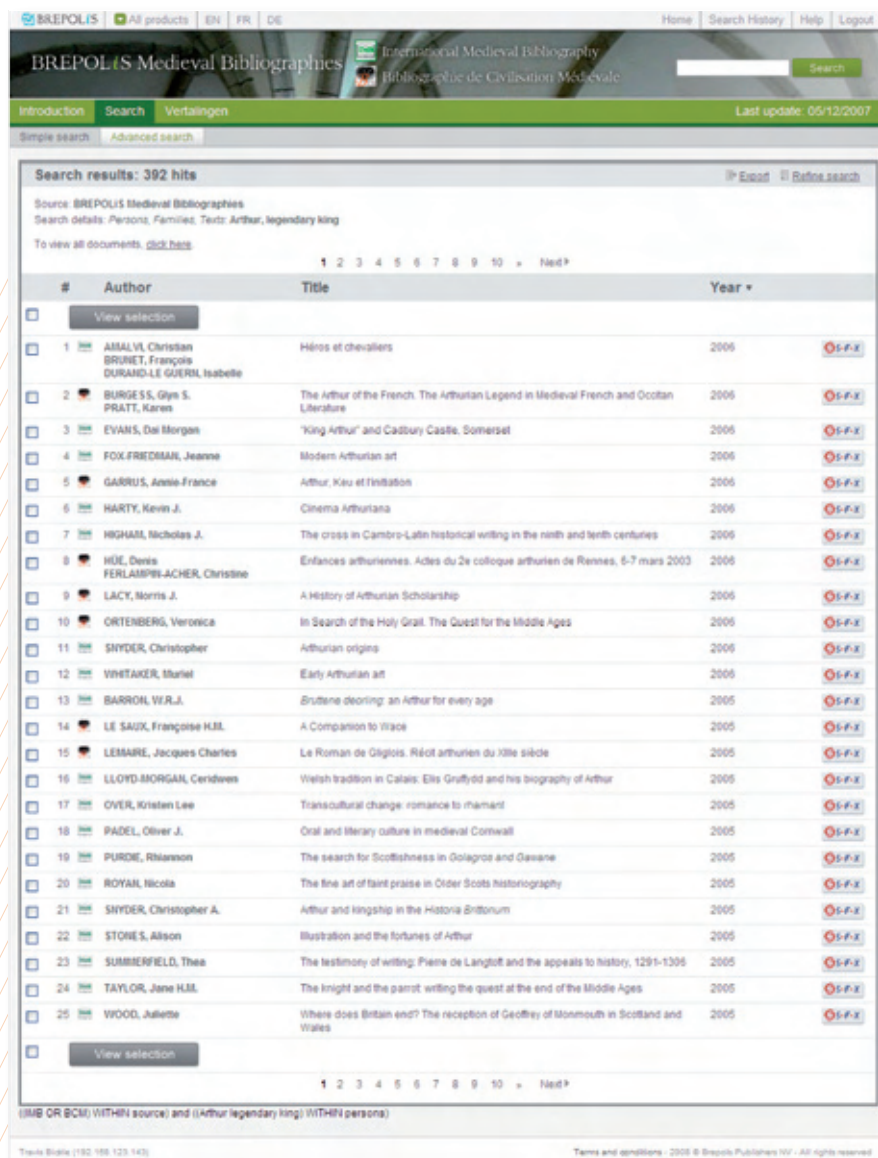 BREPOLiS All products EN FR DE Home Search History Help Logout
BREPOLiS Medieval Bibliographies
International Medieval Bibliography
Bibliographie de Civilisation Médiévale
Search
Introduction Search Vertalingen Last update: 05/12/2007
Simple search Advanced search
Search results: 392 hits Export Refine search
Source: BREPOLiS Medieval Bibliographies
Search details: Persons, Families, Texts: Arthur, legendary king
To view all documents, click here.
1 2 3 4 5 6 7 8 9 10 » Next
# Author Title Year
View selection
1 AMALVI, Christian Héros et chevaliers 2006 S-F-X
BRUNET, François
DURAND-LE GUERN, Isabelle
2 BURGESS, Glyn S. The Arthur of the French. The Arthurian Legend in Medieval French and Occitan 2006 S-F-X
PRATT, Karen Literature
3 EVANS, Dai Morgan "King Arthur" and Cadbury Castle, Somerset 2006 S-F-X
4 FOX-FRIEDMAN, Jeanne Modern Arthurian art 2006 S-F-X
5 GARRUS, Annie-France Arthur, Keu et l'initiation 2006 S-F-X
6 HARTY, Kevin J. Cinema Arthuriana 2006 S-F-X
7 HIGHAM, Nicholas J. The cross in Cambro-Latin historical writing in the ninth and tenth centuries 2006 S-F-X
8 HÜE, Denis Enfances arthuriennes. Actes du 2e colloque arthurien de Rennes, 6-7 mars 2003 2006 S-F-X
FERLAMPIN-ACHER, Christine
9 LACY, Norris J. A History of Arthurian Scholarship 2006 S-F-X
10 ORTENBERG, Veronica In Search of the Holy Grail. The Quest for the Middle Ages 2006 S-F-X
11 SNYDER, Christopher Arthurian origins 2006 S-F-X
12 WHITAKER, Muriel Early Arthurian art 2006 S-F-X
13 BARRON, W.R.J. Bruttene deorling: an Arthur for every age 2005 S-F-X
14 LE SAUX, Françoise H.M. A Companion to Wace 2005 S-F-X
15 LEMAIRE, Jacques Charles Le Roman de Gliglois. Récit arthurien du XIIIe siècle 2005 S-F-X
16 LLOYD-MORGAN, Ceridwen Welsh tradition in Calais: Elis Gruffydd and his biography of Arthur 2005 S-F-X
17 OVER, Kristen Lee Transcultural change: romance to rhamant 2005 S-F-X
18 PADEL, Oliver J. Oral and literary culture in medieval Cornwall 2005 S-F-X
19 PURDIE, Rhiannon The search for Scottishness in Golagros and Gawane 2005 S-F-X
20 ROYAN, Nicola The fine art of faint praise in Older Scots historiography 2005 S-F-X
21 SNYDER, Christopher A. Arthur and kingship in the Historia Brittonum 2005 S-F-X
22 STONES, Alison Illustration and the fortunes of Arthur 2005 S-F-X
23 SUMMERFIELD, Thea The testimony of writing: Pierre de Langtoft and the appeals to history, 1291-1306 2005 S-F-X
24 TAYLOR, Jane H.M. The knight and the parrot: writing the quest at the end of the Middle Ages 2005 S-F-X
25 WOOD, Juliette Where does Britain end? The reception of Geoffrey of Monmouth in Scotland and 2005 S-F-X
Wales
View selection
1 2 3 4 5 6 7 8 9 10 » Next
((IMB OR BCM) WITHIN source) and ((Arthur legendary king) WITHIN persons)
Travis Bickle (192.168.123.143) Terms and conditions - 2008 © Brepols Publishers NV - All rights reserved